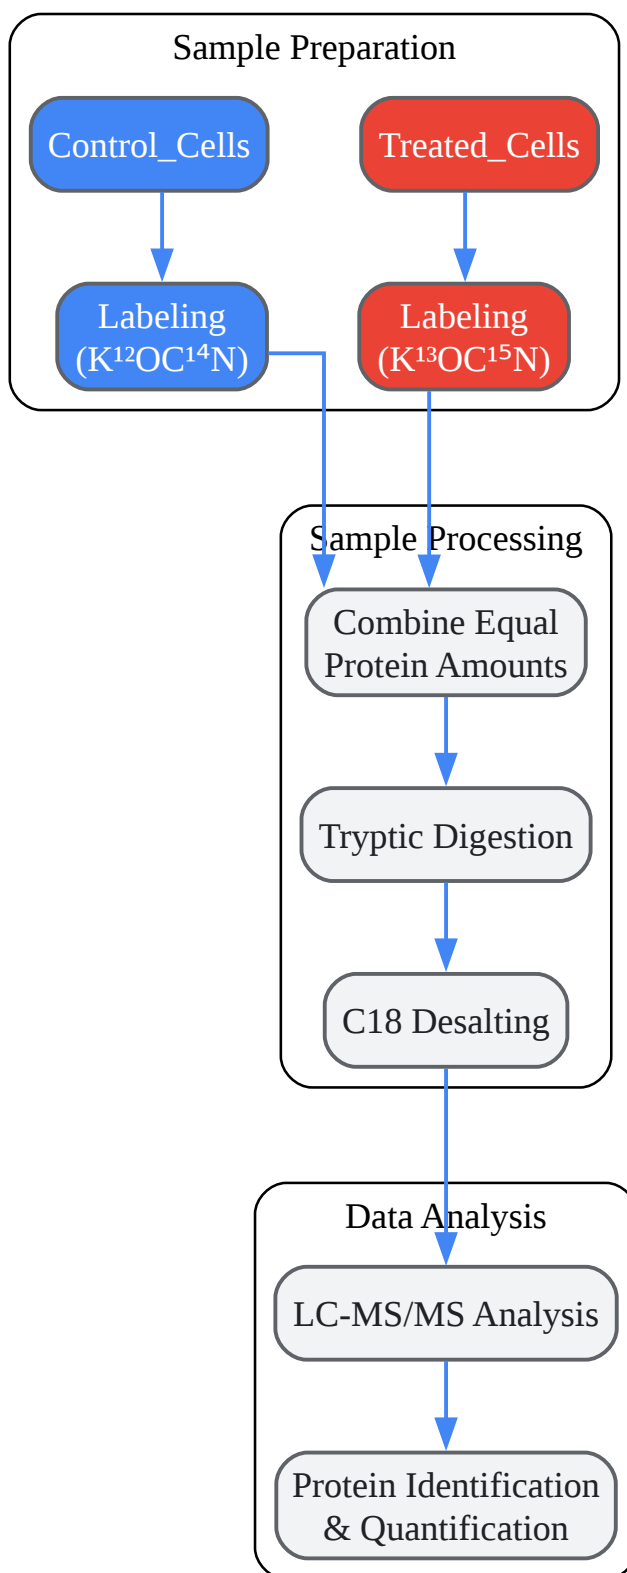 Sample Preparation
Control_Cells
Treated_Cells
Labeling
(K¹²OC¹⁴N)
Labeling
(K¹³OC¹⁵N)
Sample Processing
Combine Equal
Protein Amounts
Tryptic Digestion
C18 Desalting
Data Analysis
LC-MS/MS Analysis
Protein Identification
& Quantification